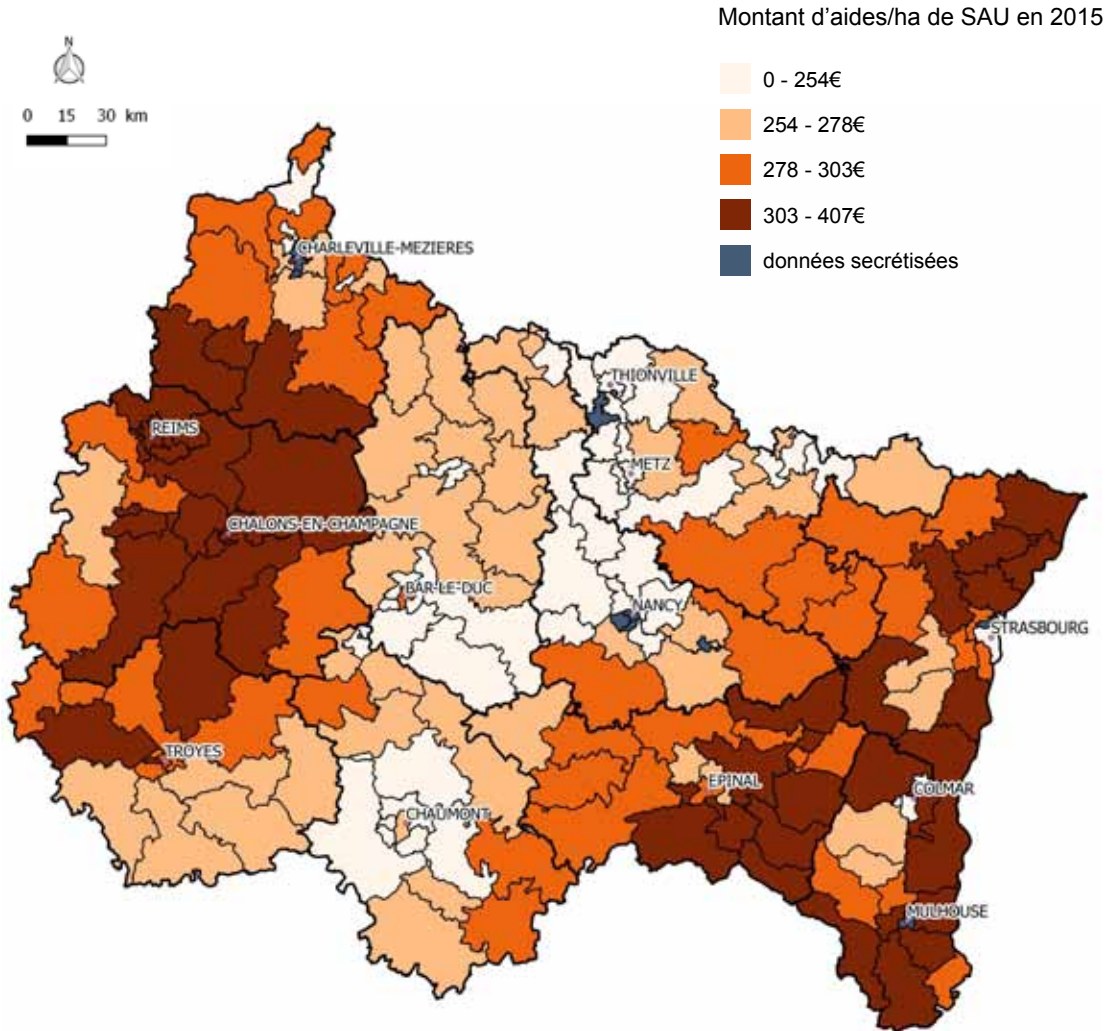 Montant d’aides/ha de SAU en 2015
N
0 15 30 km
0 - 254€
254 - 278€
278 - 303€
303 - 407€
données secrétisées
CHARLEVILLE-MEZIERES
THIONVILLE
REIMS
METZ
CHALONS-EN-CHAMPAGNE
BAR-LE-DUC
NANCY
STRASBOURG
TROYES
EPINAL
COLMAR
CHAUMONT
MULHOUSE